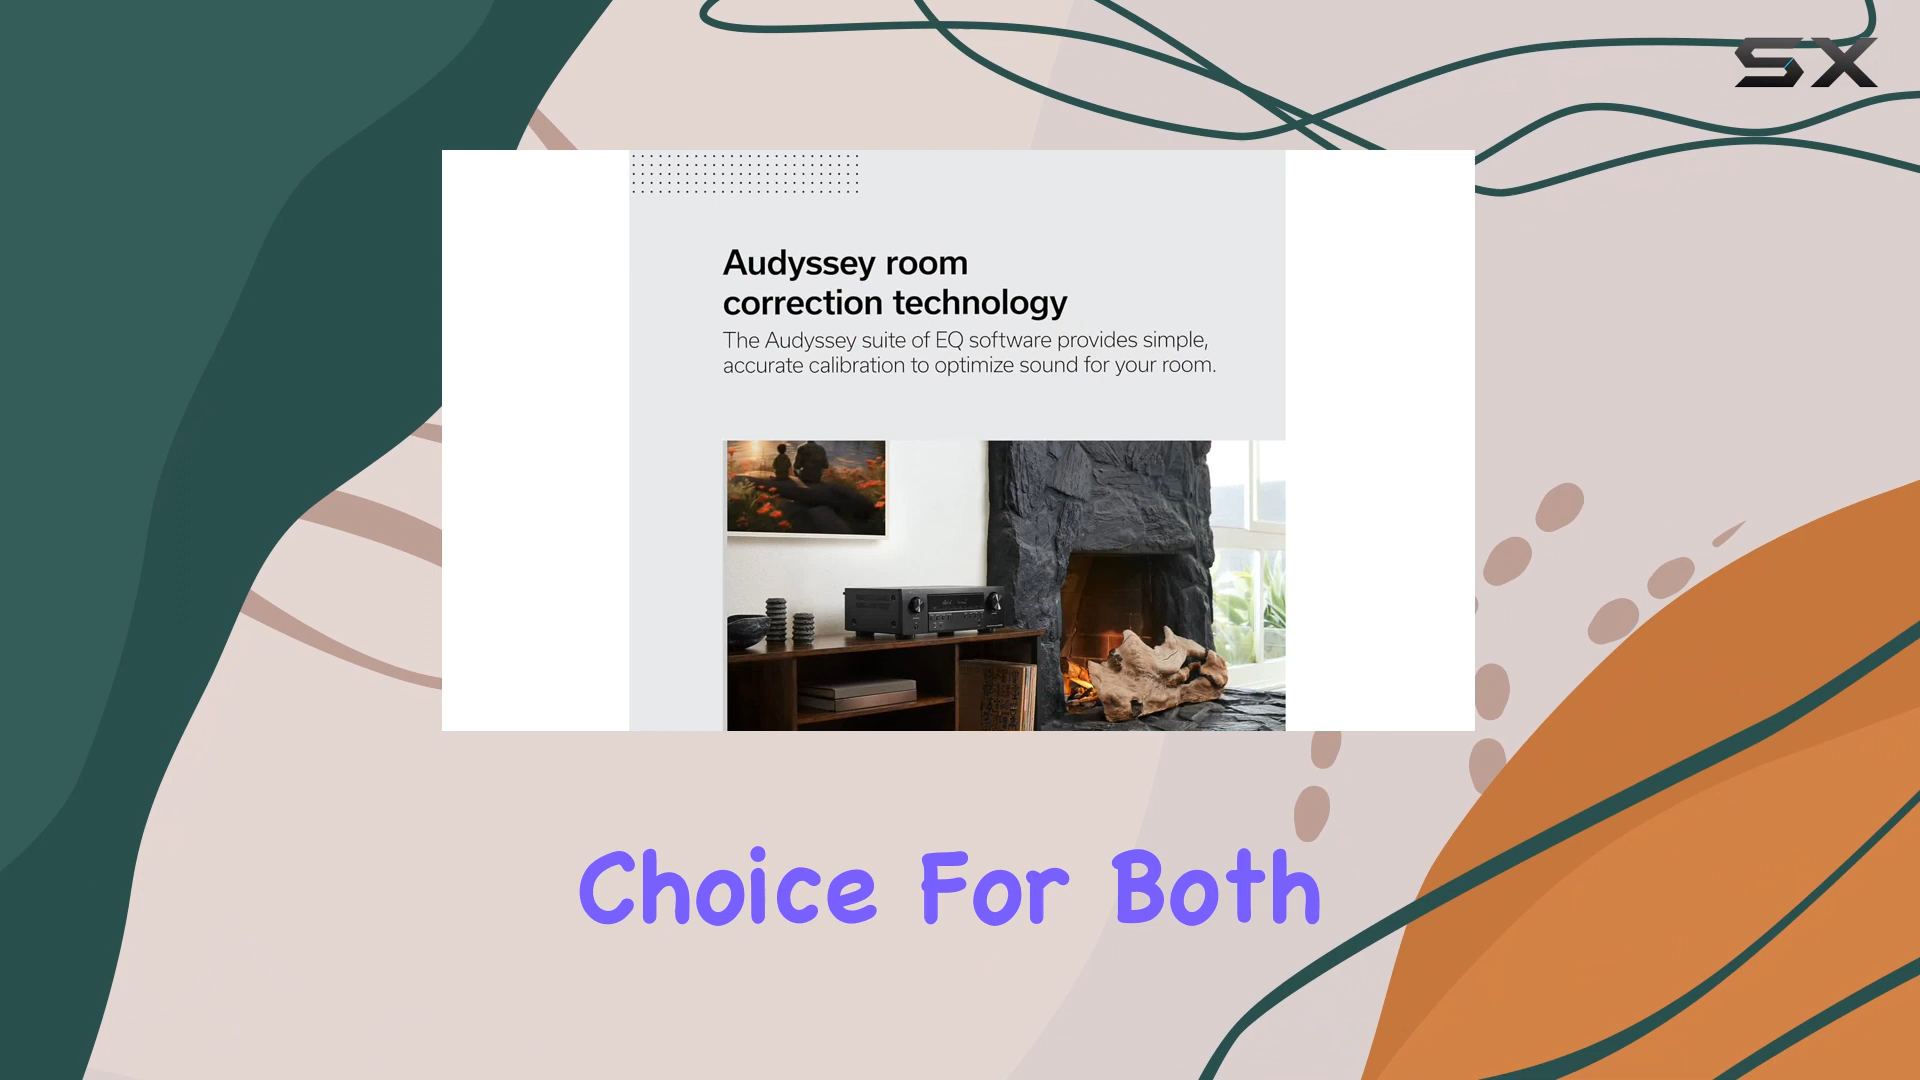 SX
Audyssey room
correction technology
The Audyssey suite of EQ software provides simple,
accurate calibration to optimize sound for your room.
Choice For Both